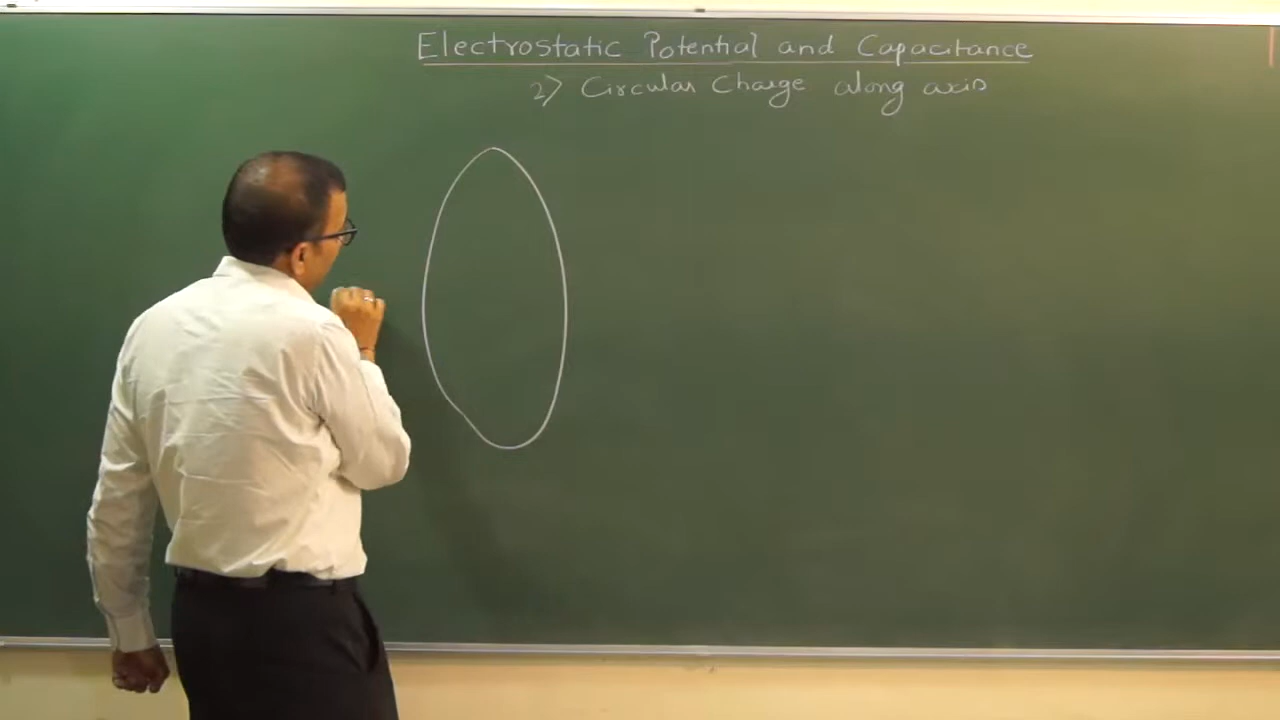 Electrostatic Potential and Capacitance
2> Circular Charge along axis